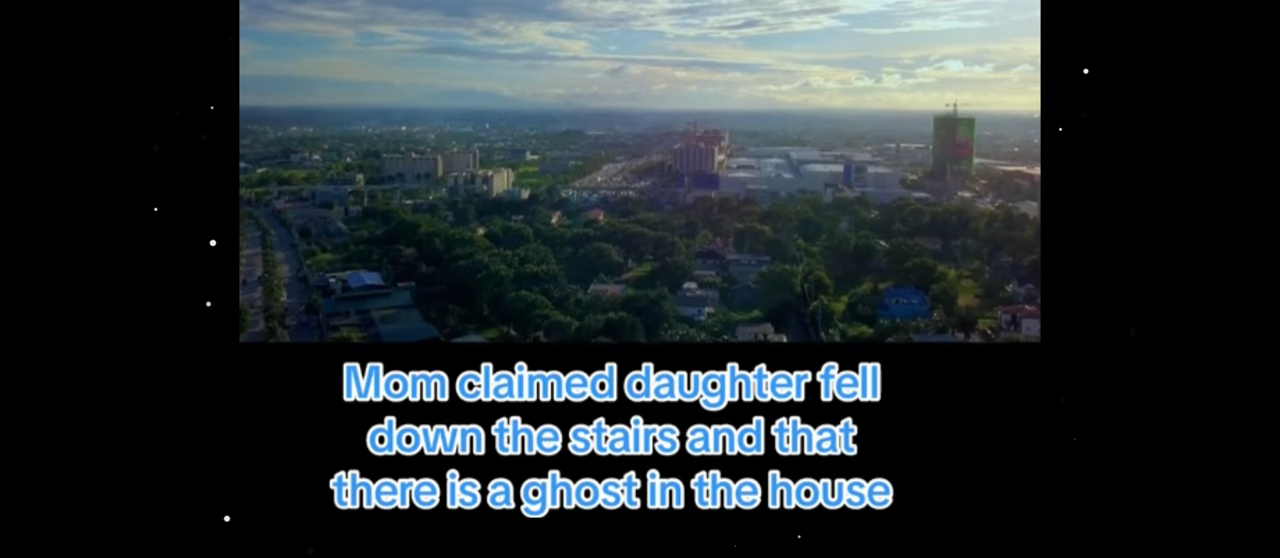 Mom claimed daughter fell
down the stairs and that
there is a ghost in the house